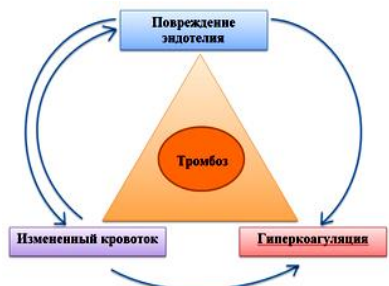 Повреждение
эндотелия
Тромбоз
Измененный кровоток
Гиперкоагуляция